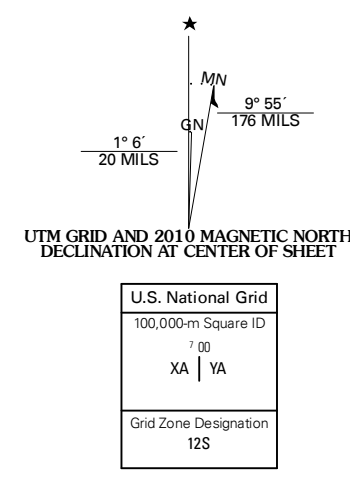 ★
MN
GN
9° 55´
176 MILS
1° 6´
20 MILS
UTM GRID AND 2010 MAGNETIC NORTH
DECLINATION AT CENTER OF SHEET
U.S. National Grid
100,000-m Square ID
7 00
XA | YA
Grid Zone Designation
12S